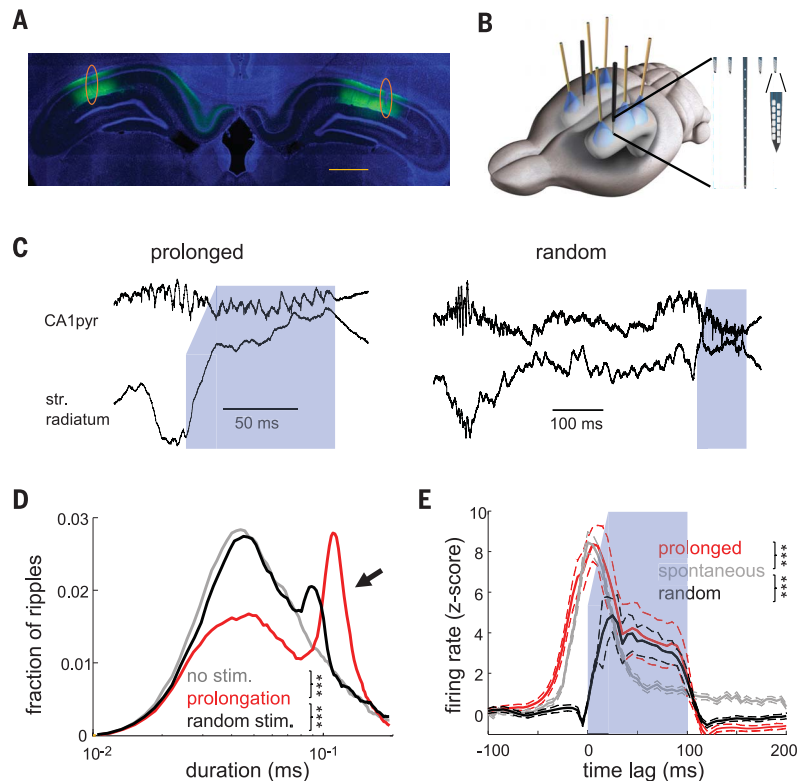 A
B
C
prolonged
random
CA1pyr
str.
radiatum
50 ms
100 ms
D
0.03
0.02
0.01
0
fraction of ripples
no stim.
prolongation
random stim.
***
***
10⁻²
10⁻¹
duration (ms)
E
10
8
6
4
2
0
firing rate (z-score)
prolonged
spontaneous
random
***
***
-100
0
100
200
time lag (ms)